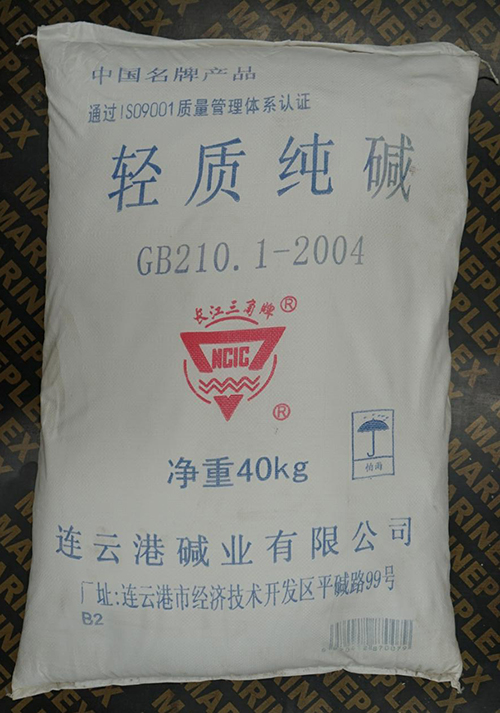 中国名牌产品
通过ISO9001质量管理体系认证
轻质纯碱
GB210.1-2004
长江三角牌®
NCIC
®
净重40kg
怕雨
连云港碱业有限公司
厂址:连云港市经济技术开发区平碱路99号
B2
MARINEPLEX